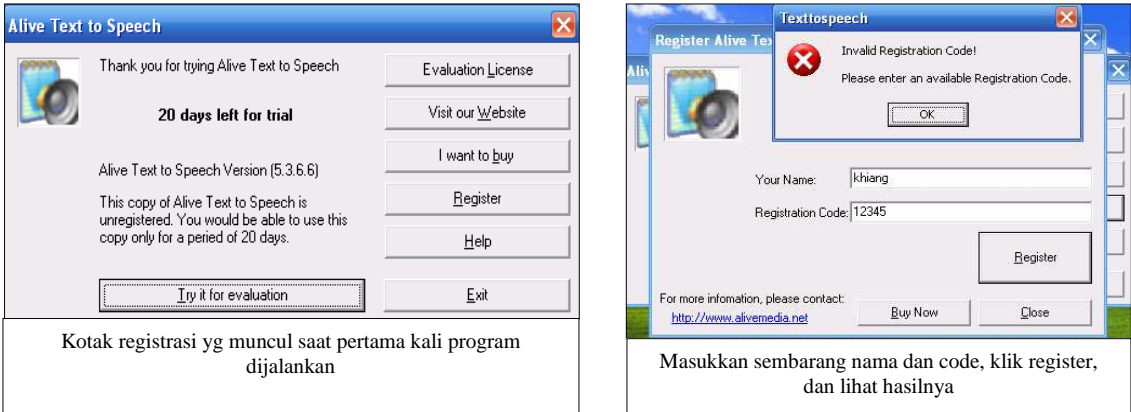 Alive Text to Speech
Thank you for trying Alive Text to Speech
20 days left for trial
Alive Text to Speech Version (5.3.6.6)
This copy of Alive Text to Speech is
unregistered. You would be able to use this
copy only for a peried of 20 days.
Try it for evaluation
Evaluation License
Visit our Website
I want to buy
Register
Help
Exit
Kotak registrasi yg muncul saat pertama kali program
dijalankan
Texttospeech
Invalid Registration Code!
Please enter an available Registration Code.
OK
Register Alive Te
Aliv
Your Name:
khiang
Registration Code:
12345
Register
For more infomation, please contact:
http://www.alivemedia.net
Buy Now
Close
Masukkan sembarang nama dan code, klik register,
dan lihat hasilnya